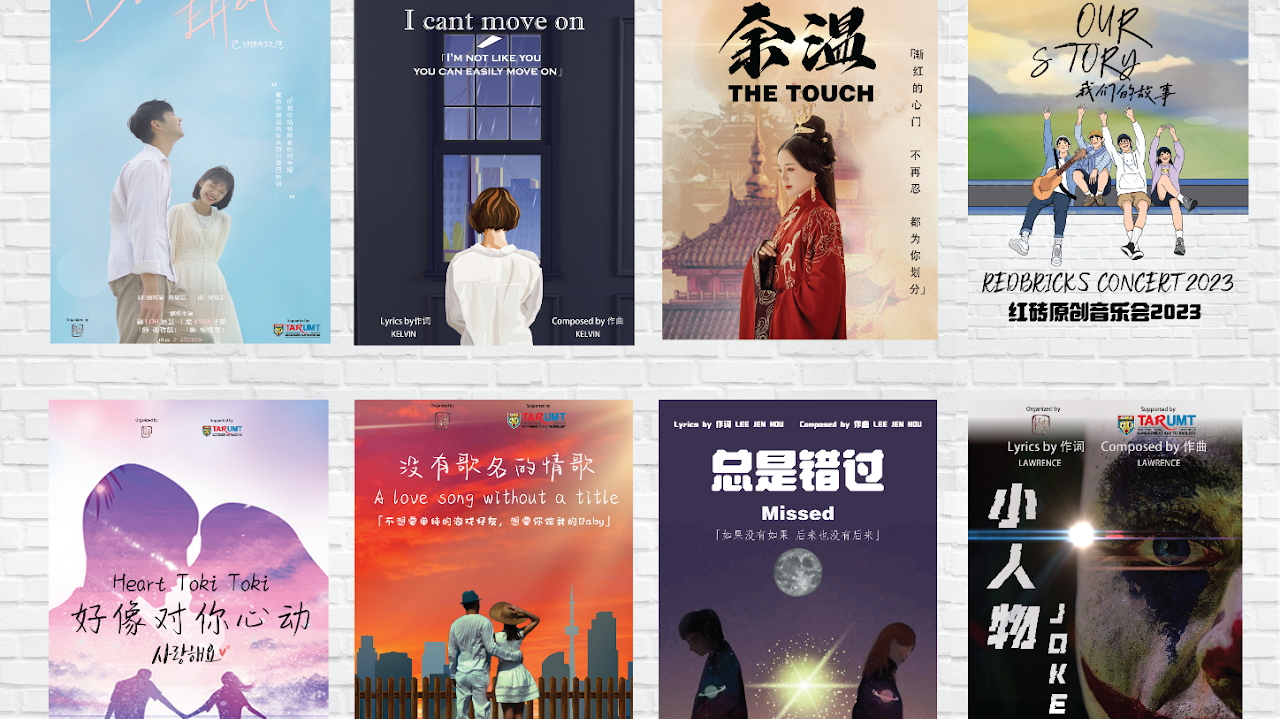 I cant move on
「I'M NOT LIKE YOU
YOU CAN EASILY MOVE ON」
Lyrics by 作词
KELVIN
Composed by 作曲
KELVIN
余温
THE TOUCH
「渐红的心门 不再忍 都为你划分」
OUR
STORY
我们的故事
REDBRICKS CONCERT 2023
红砖原创音乐会2023
Organized by
Supported by
TARUMT
Organized by
Supported by
TARUMT
Heart Toki Toki
好像对你心动
사랑해요
Organized by
Supported by
TARUMT
没有歌名的情歌
A love song without a title
「不想要单纯的游戏好友，想要你做我的Baby」
Lyrics by 作词 LEE JEN HOU
Composed by 作曲 LEE JEN HOU
总是错过
Missed
「如果没有如果 后来也没有后来」
Organized by
Supported by
TARUMT
Lyrics by 作词
LAWRENCE
Composed by 作曲
LAWRENCE
小人物
JOKE